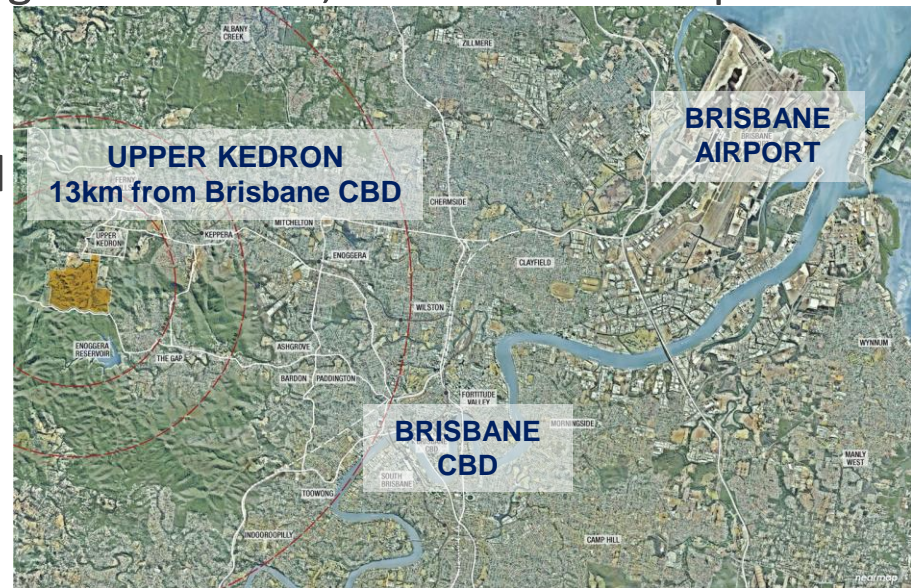 ALBANY
CREEK
ZILLMERE
BRISBANE
AIRPORT
UPPER KEDRON
13km from Brisbane CBD
CHERMSIDE
MITCHELTON
UPPER
KEDRON
KEPPERA
ENOGGERA
CLAYFIELD
WILSTON
ENOGGERA
RESERVOIR
THE GAP
ASHGROVE
WYNNUM
BARDON
PADDINGTON
FORTITUDE
VALLEY
MORNINGSIDE
BRISBANE
CBD
MANLY
WEST
SOUTH
BRISBANE
TOOWONG
INDOOROOPILLY
CAMP HILL
nearmap